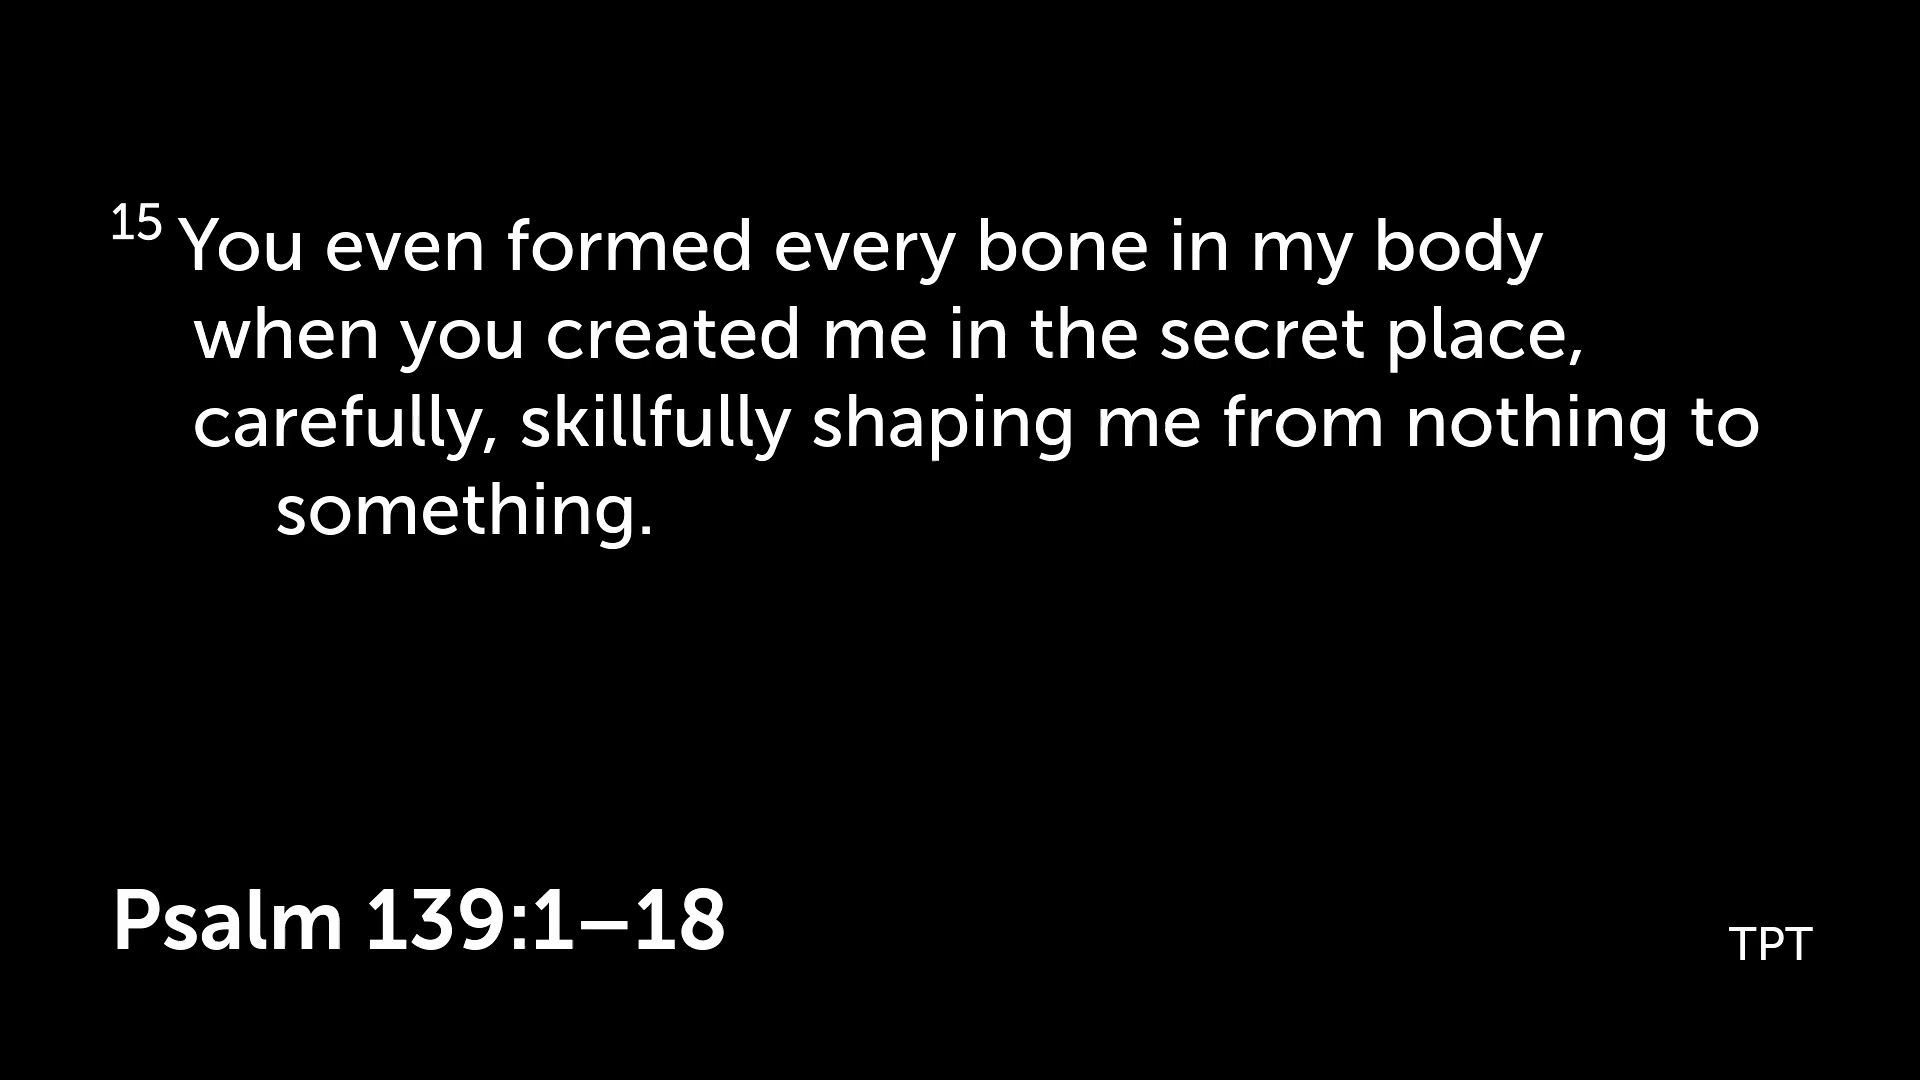 15 You even formed every bone in my body
when you created me in the secret place,
carefully, skillfully shaping me from nothing to
something.
Psalm 139:1–18
TPT